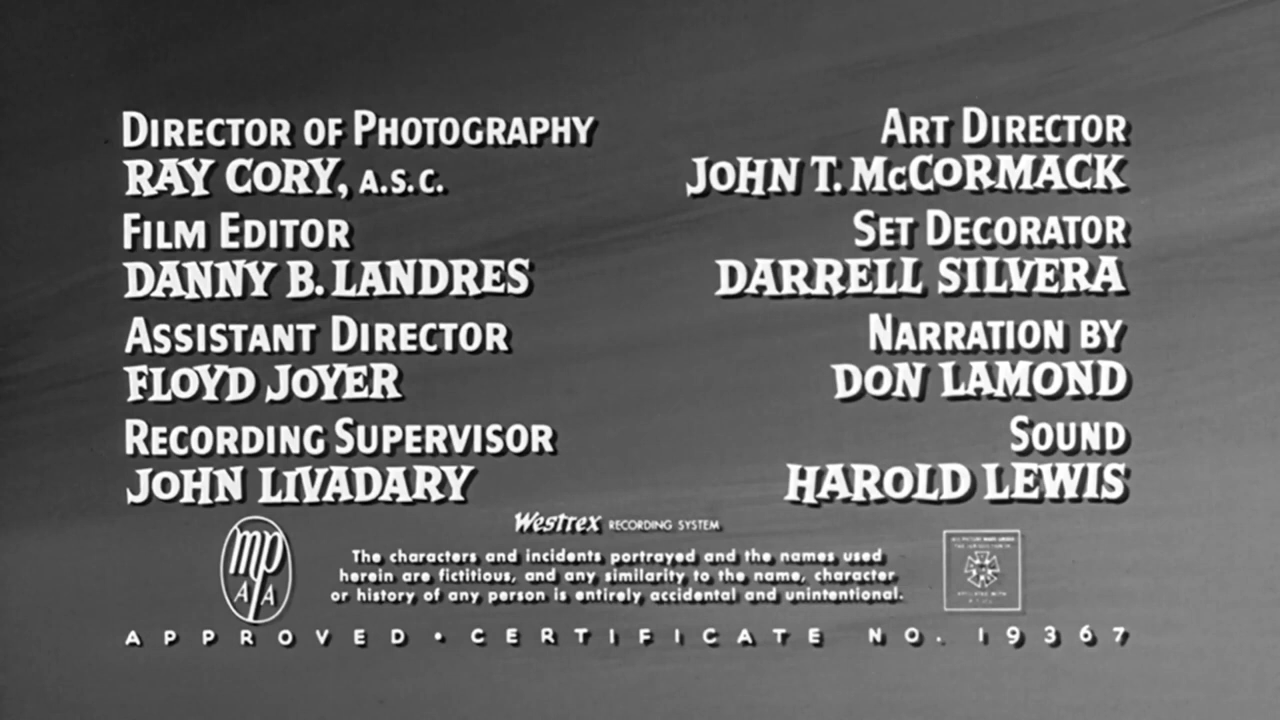 DIRECTOR OF PHOTOGRAPHY
RAY CORY, A.S.C.
FILM EDITOR
DANNY B. LANDRES
ASSISTANT DIRECTOR
FLOYD JOYER
RECORDING SUPERVISOR
JOHN LIVADARY
ART DIRECTOR
JOHN T. McCORMACK
SET DECORATOR
DARRELL SILVERA
NARRATION BY
DON LAMOND
SOUND
HAROLD LEWIS
Westrex RECORDING SYSTEM
mp
AA
The characters and incidents portrayed and the names used
herein are fictitious, and any similarity to the name, character
or history of any person is entirely accidental and unintentional.
APPROVED • CERTIFICATE NO. 19367